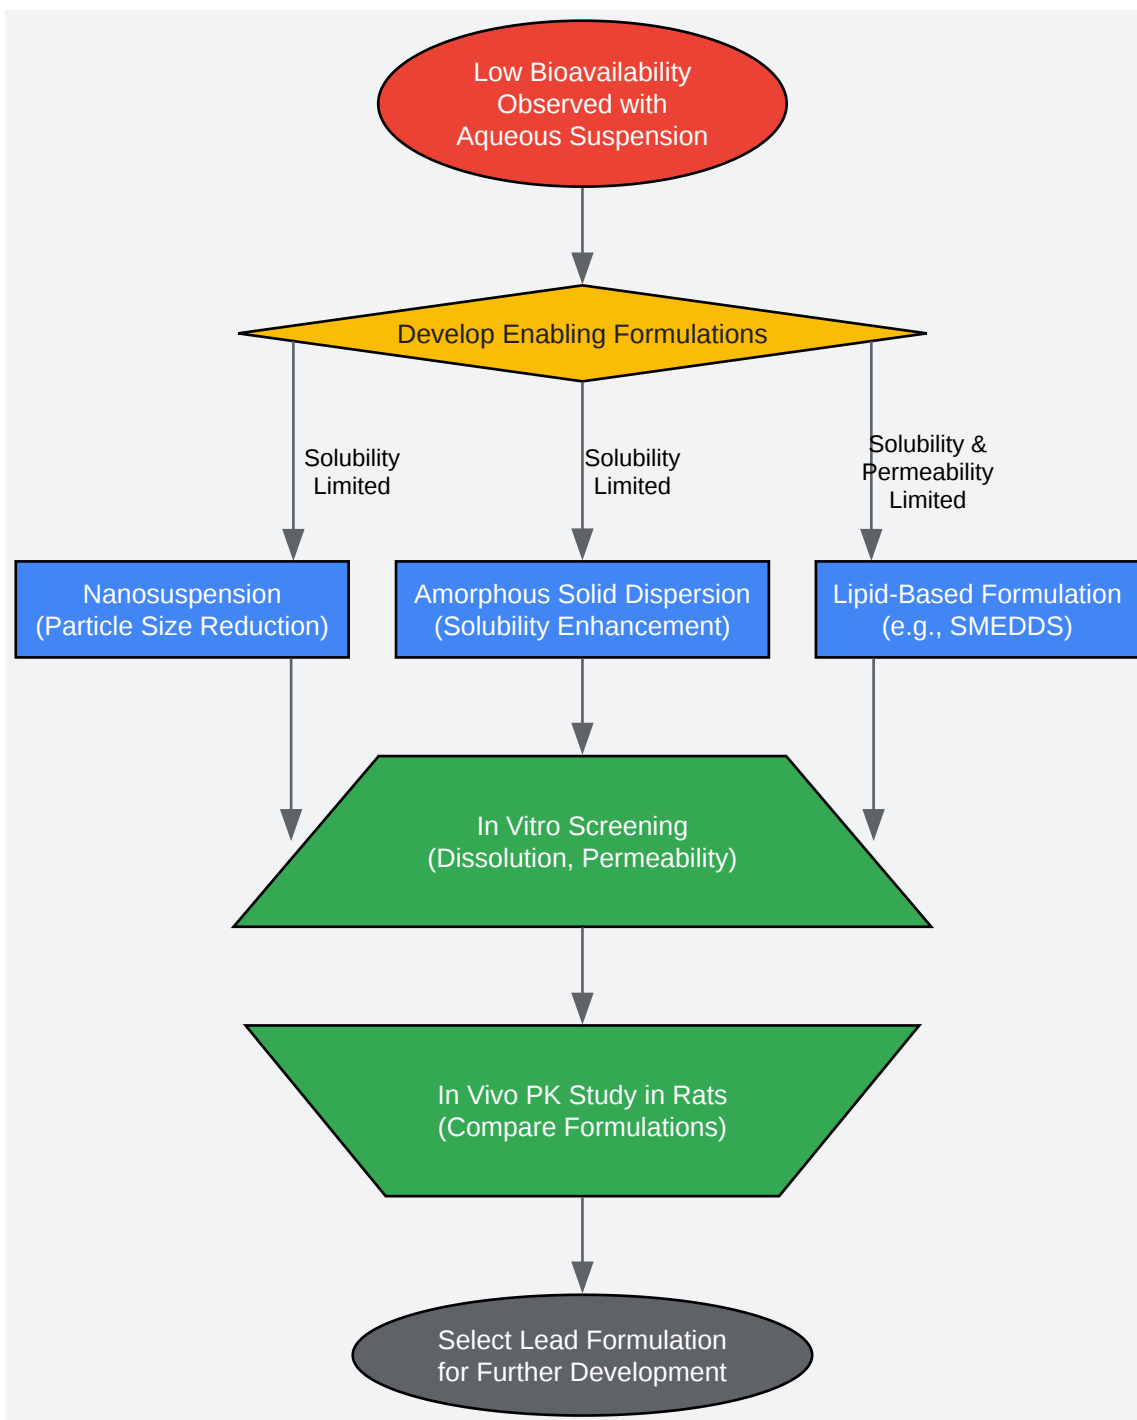 Low Bioavailability
Observed with
Aqueous Suspension
Develop Enabling Formulations
Solubility
Limited
Solubility
Limited
Solubility &
Permeability
Limited
Nanosuspension
(Particle Size Reduction)
Amorphous Solid Dispersion
(Solubility Enhancement)
Lipid-Based Formulation
(e.g., SMEDDS)
In Vitro Screening
(Dissolution, Permeability)
In Vivo PK Study in Rats
(Compare Formulations)
Select Lead Formulation
for Further Development